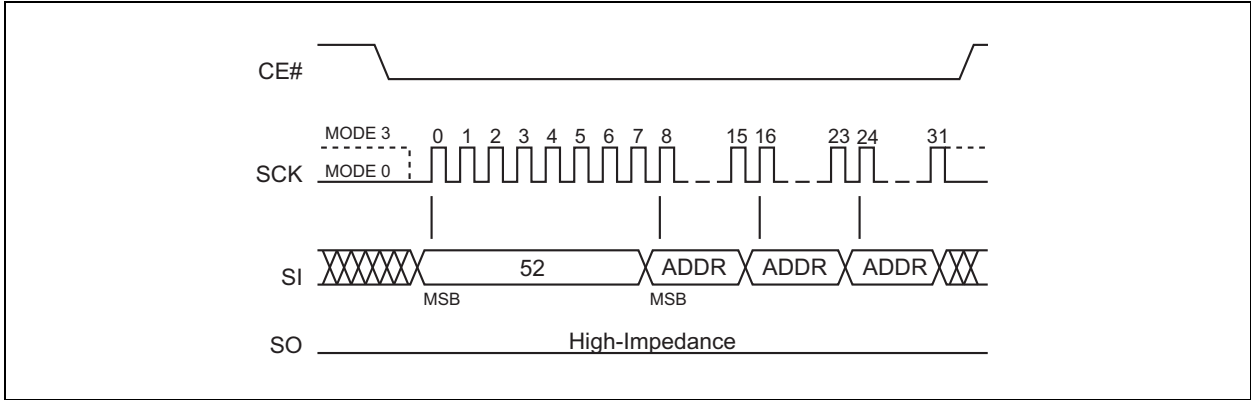 CE#
MODE 3
0 1 2 3 4 5 6 7 8 15 16 23 24 31
SCK
MODE 0
SI
52 ADDR ADDR ADDR
MSB MSB
SO
High-Impedance